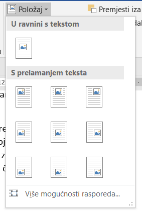 Položaj
Premjesti iza
U ravnini s tekstom
S prelamanjem teksta
Više mogućnosti rasporeda...